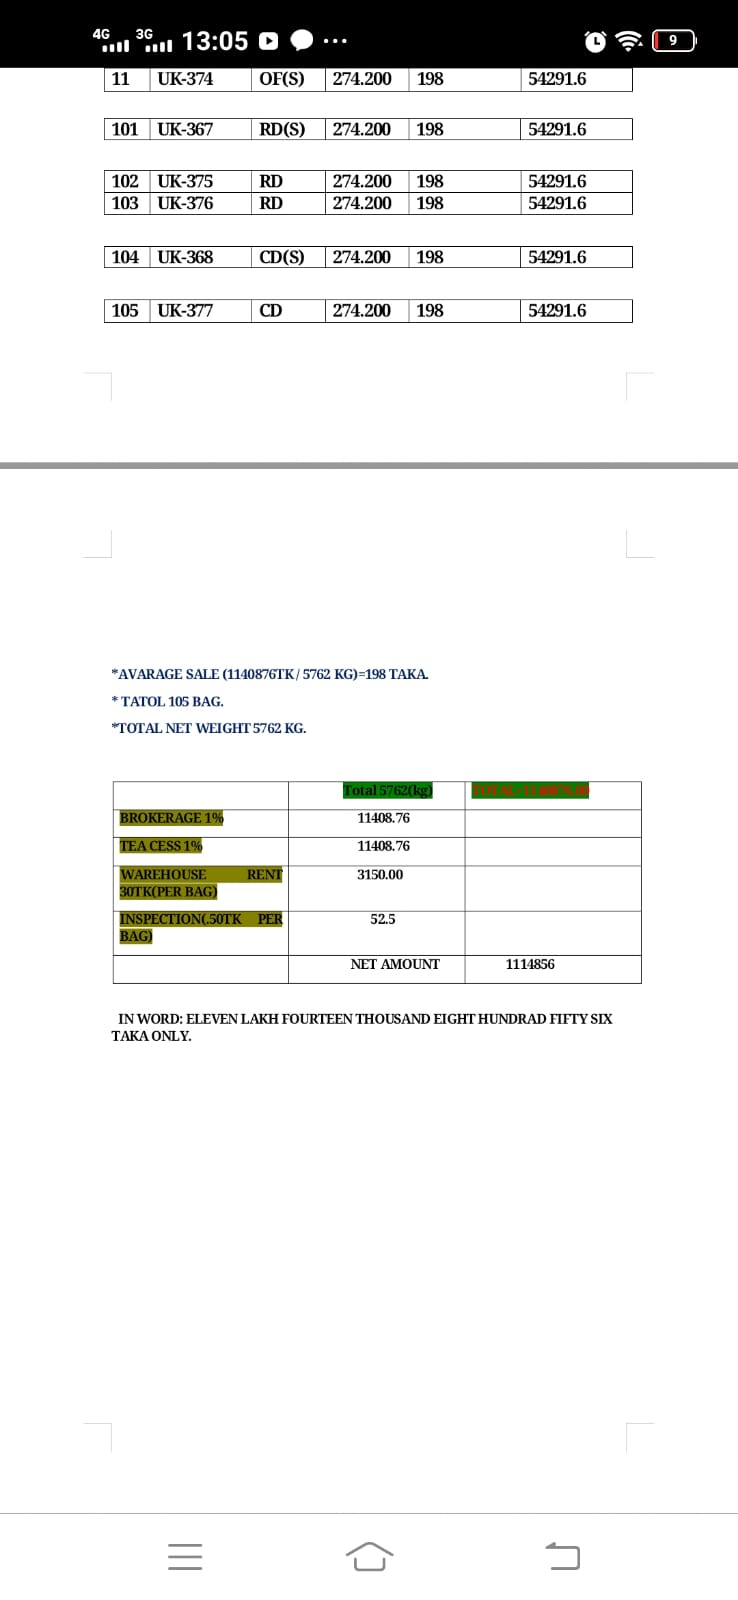 4G 3G 13:05 ... 9
11 UK-374 OF(S) 274.200 198 54291.6
101 UK-367 RD(S) 274.200 198 54291.6
102 UK-375 RD 274.200 198 54291.6
103 UK-376 RD 274.200 198 54291.6
104 UK-368 CD(S) 274.200 198 54291.6
105 UK-377 CD 274.200 198 54291.6
*AVARAGE SALE (1140876TK/ 5762 KG)=198 TAKA.
* TATOL 105 BAG.
*TOTAL NET WEIGHT 5762 KG.
Total 5762(kg) TOTAL=1140876.00
BROKERAGE 1% 11408.76
TEA CESS 1% 11408.76
WAREHOUSE RENT 3150.00
30TK(PER BAG)
INSPECTION(.50TK PER 52.5
BAG)
NET AMOUNT 1114856
IN WORD: ELEVEN LAKH FOURTEEN THOUSAND EIGHT HUNDRAD FIFTY SIX
TAKA ONLY.